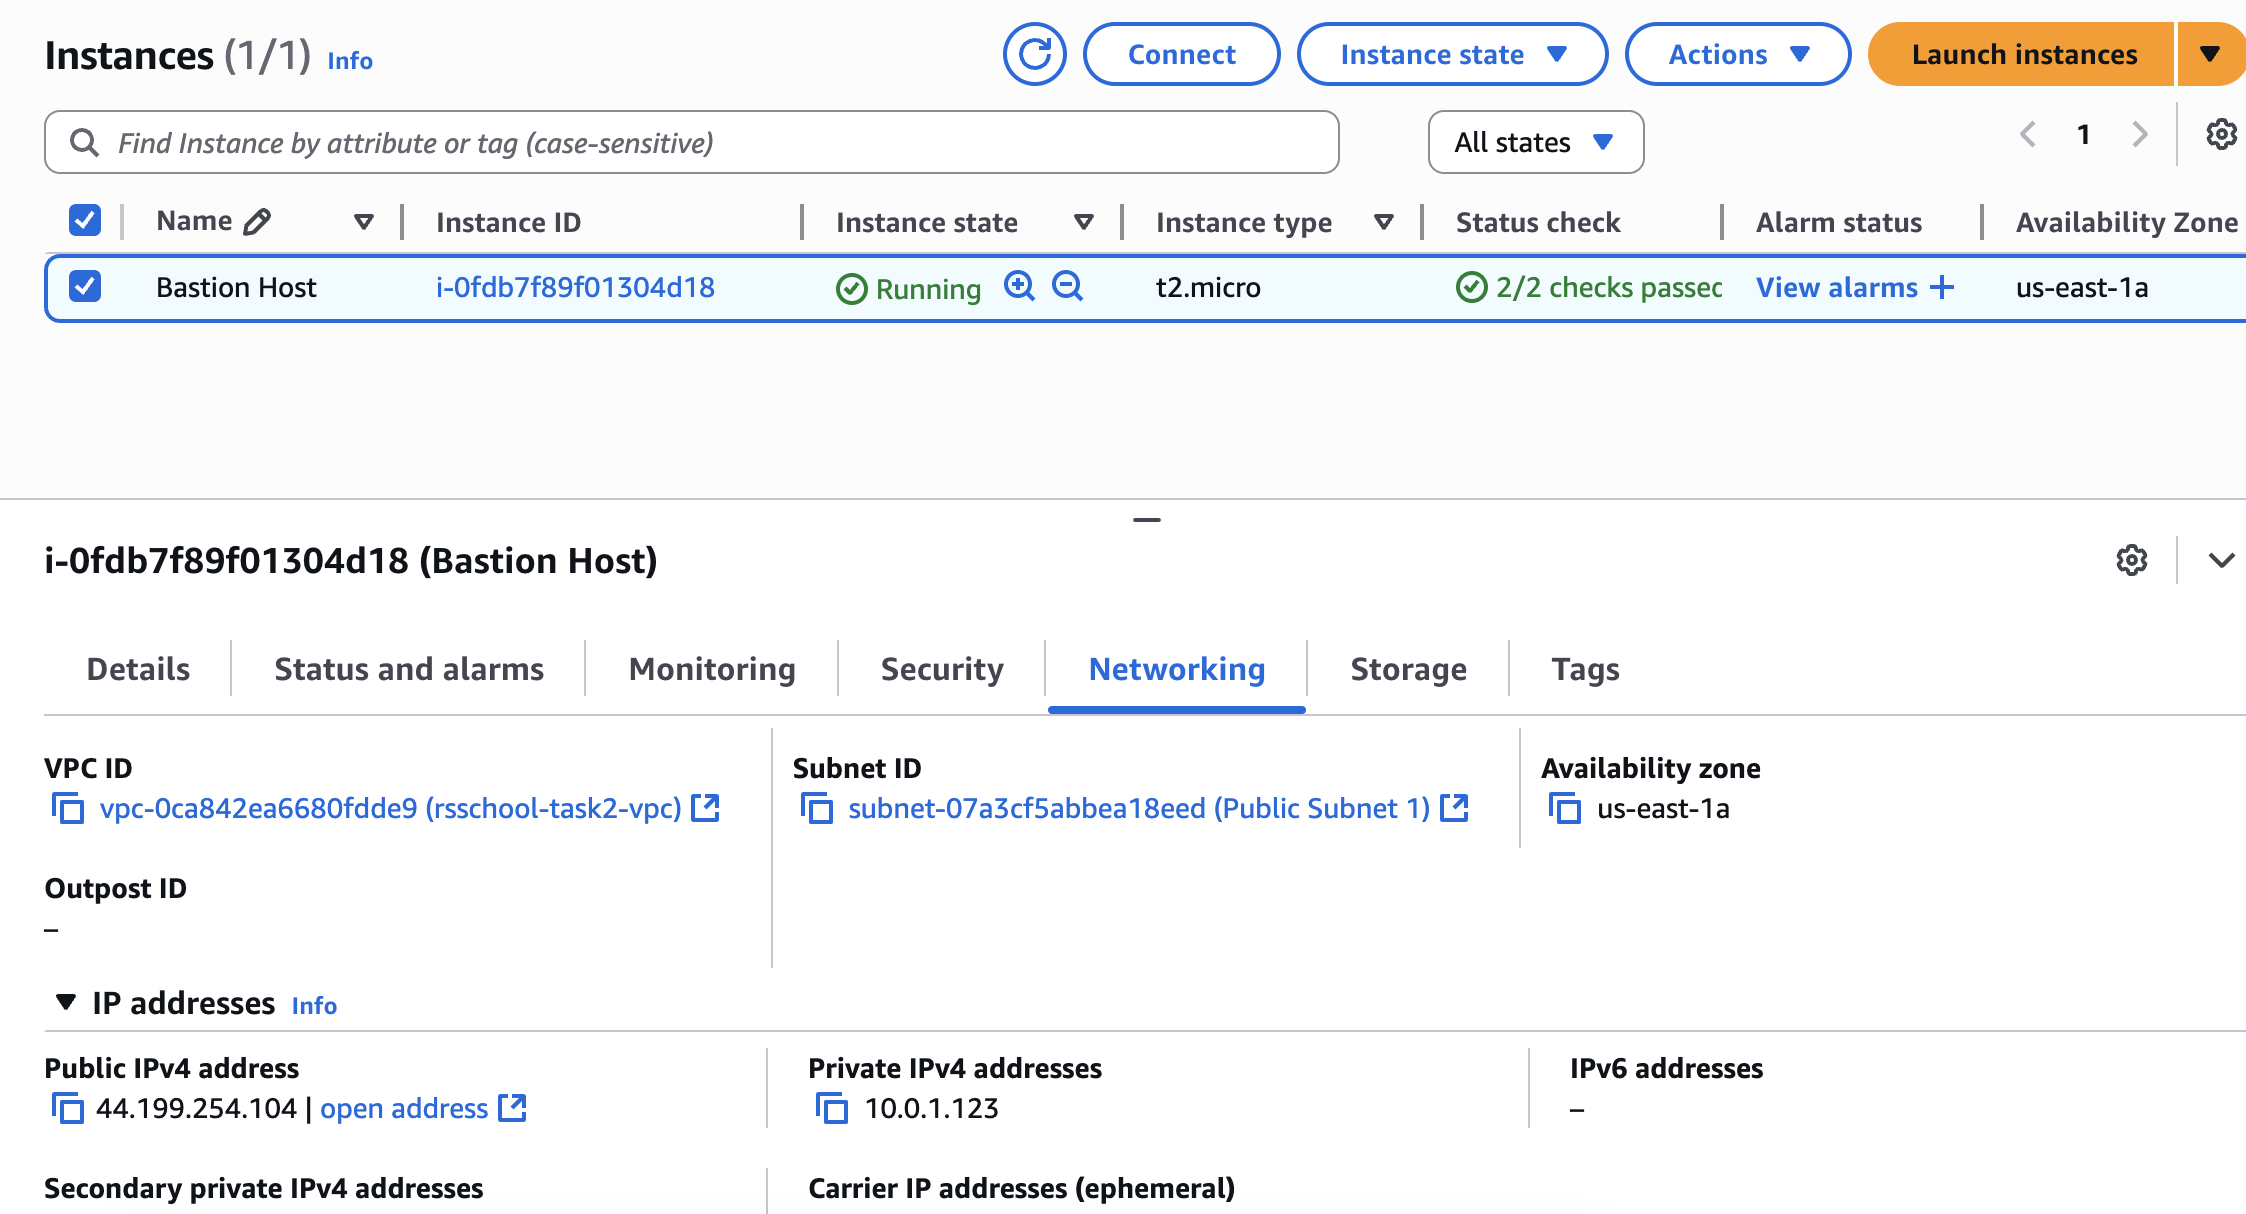 Instances (1/1) Info Connect Instance state Actions Launch instances
Find Instance by attribute or tag (case-sensitive) All states 1
Name Instance ID Instance state Instance type Status check Alarm status Availability Zone
Bastion Host i-0fdb7f89f01304d18 Running t2.micro 2/2 checks passed View alarms + us-east-1a
i-0fdb7f89f01304d18 (Bastion Host)
Details Status and alarms Monitoring Security Networking Storage Tags
VPC ID Subnet ID Availability zone
vpc-0ca842ea6680fdde9 (rsschool-task2-vpc) subnet-07a3cf5abbea18eed (Public Subnet 1) us-east-1a
Outpost ID
–
IP addresses Info
Public IPv4 address Private IPv4 addresses IPv6 addresses
44.199.254.104 | open address 10.0.1.123 –
Secondary private IPv4 addresses Carrier IP addresses (ephemeral)